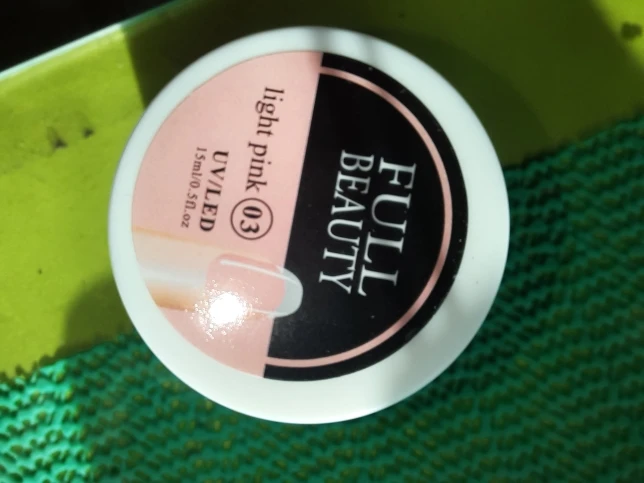 FULL
BEAUTY
light pink 03
UV/LED
15ml/0.5fl.oz